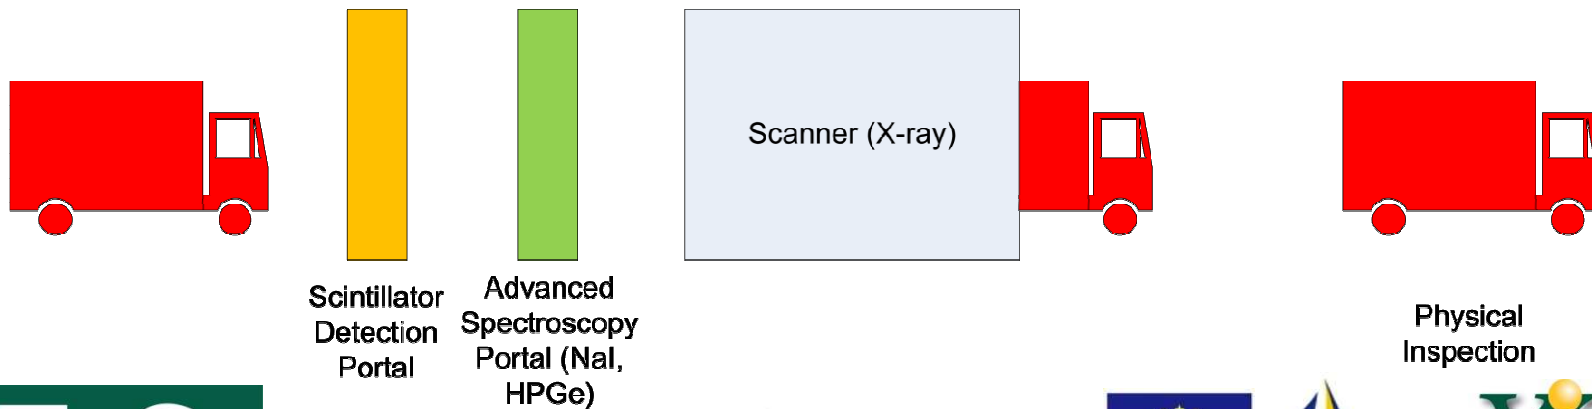 Scanner (X-ray)
Scintillator
Detection
Portal
Advanced
Spectroscopy
Portal (NaI,
HPGe)
Physical
Inspection